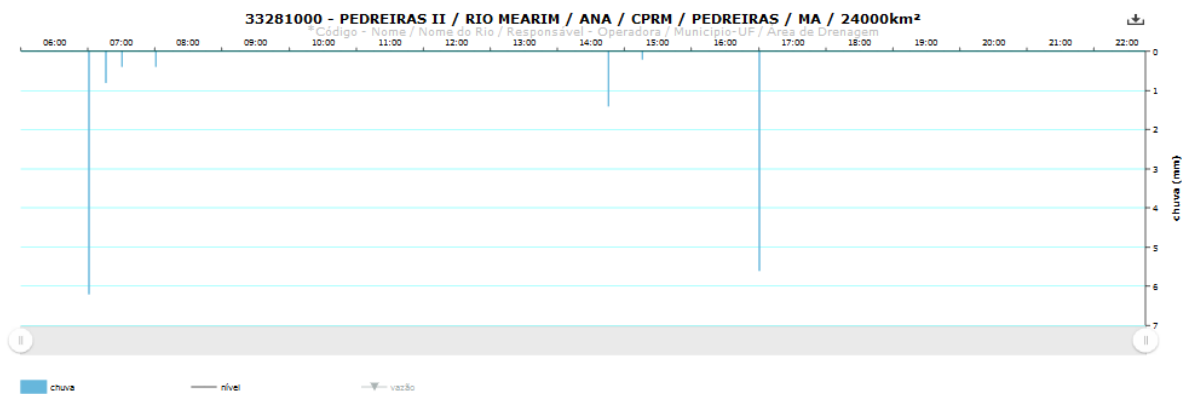 33281000 - PEDREIRAS II / RIO MEARIM / ANA / CPRM / PEDREIRAS / MA / 24000km²
*Código - Nome / Nome do Rio / Responsável - Operadora / Município-UF / Área de Drenagem
06:00 07:00 08:00 09:00 10:00 11:00 12:00 13:00 14:00 15:00 16:00 17:00 18:00 19:00 20:00 21:00 22:00
0
1
2
3
4
5
6
7
chuva (mm)
chuva nível vazão